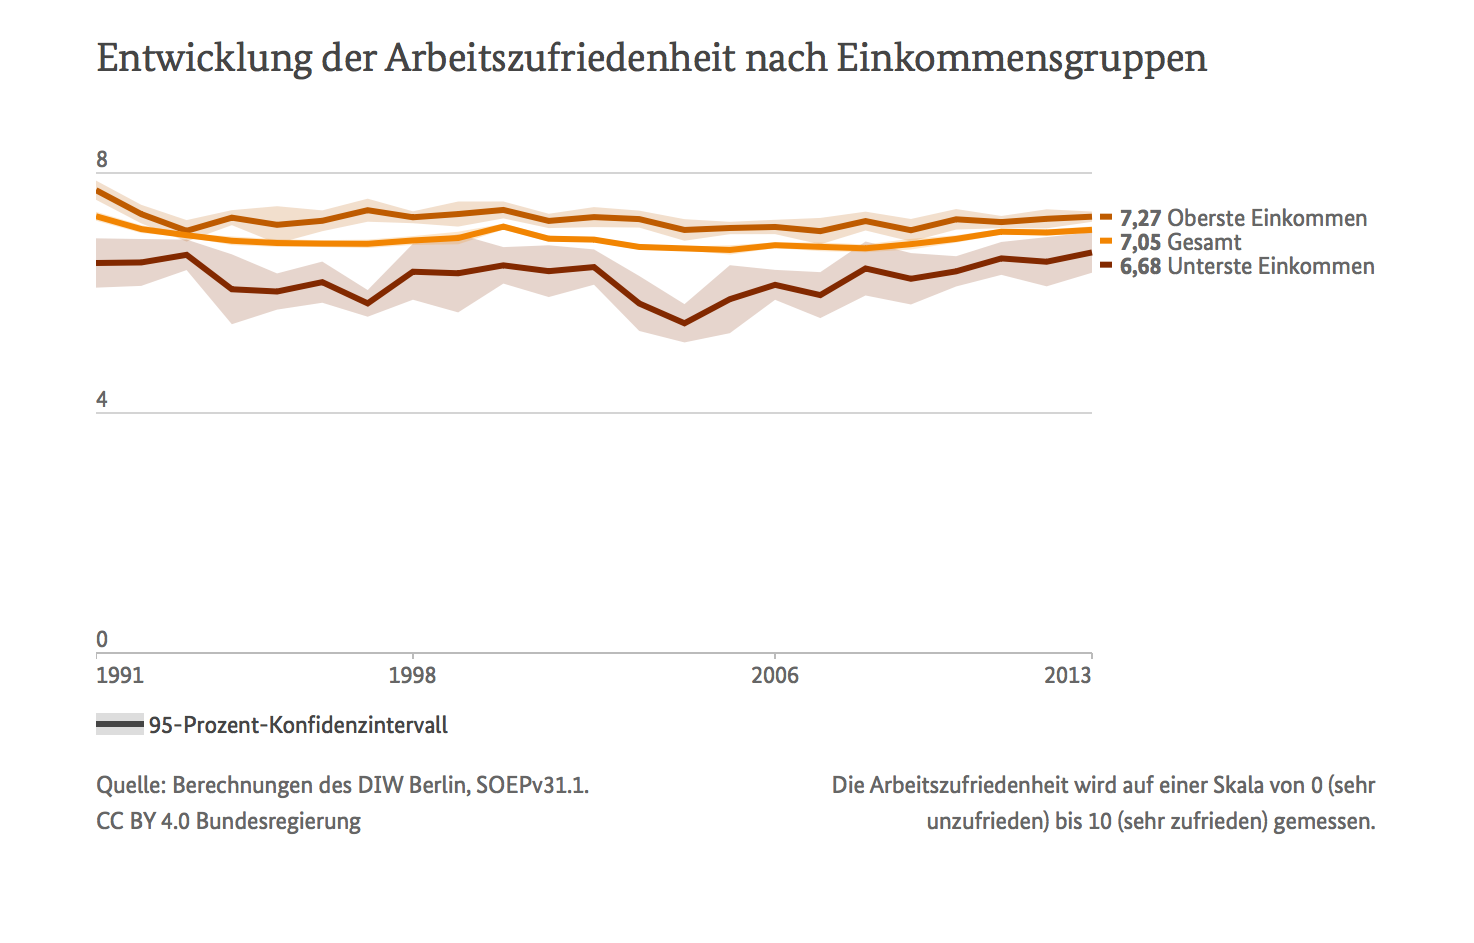 Entwicklung der Arbeitszufriedenheit nach Einkommensgruppen
8
7,27 Oberste Einkommen
7,05 Gesamt
6,68 Unterste Einkommen
4
0
1991 1998 2006 2013
95-Prozent-Konfidenzintervall
Quelle: Berechnungen des DIW Berlin, SOEPv31.1.
CC BY 4.0 Bundesregierung
Die Arbeitszufriedenheit wird auf einer Skala von 0 (sehr
unzufrieden) bis 10 (sehr zufrieden) gemessen.